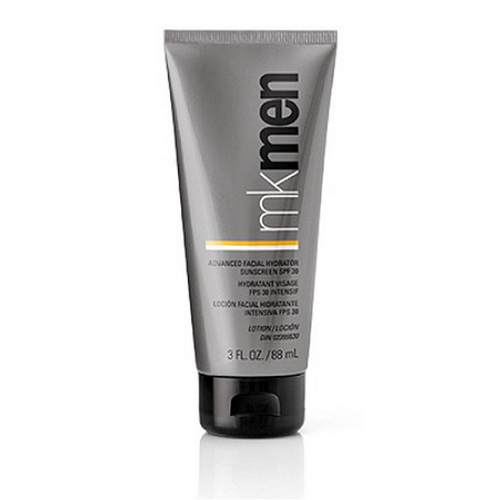 mkmen
ADVANCED FACIAL HYDRATOR
SUNSCREEN SPF 30
HYDRATANT VISAGE
FPS 30 INTENSIF
LOCIÓN FACIAL HIDRATANTE
INTENSIVA FPS 30
LOTION/LOCIÓN
DIN
3 FL. OZ. / 88 mL